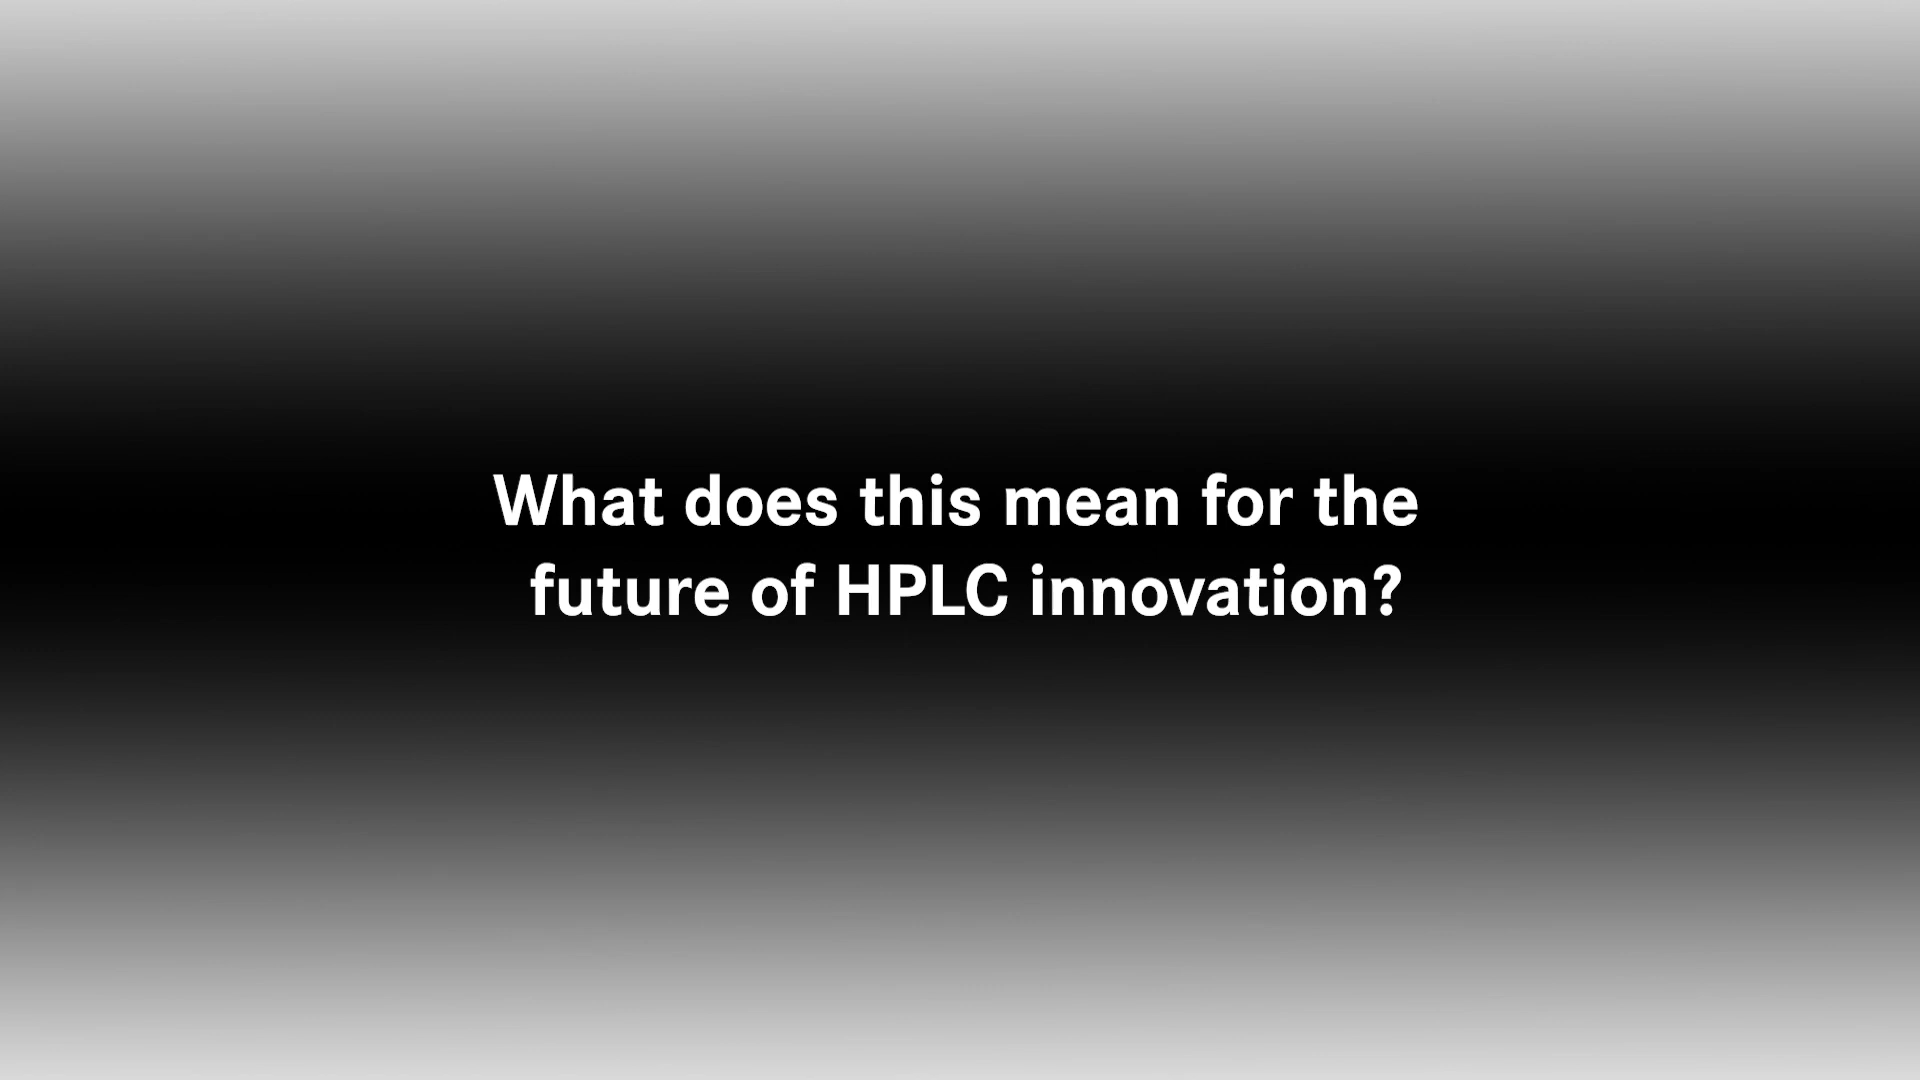 What does this mean for the
future of HPLC innovation?